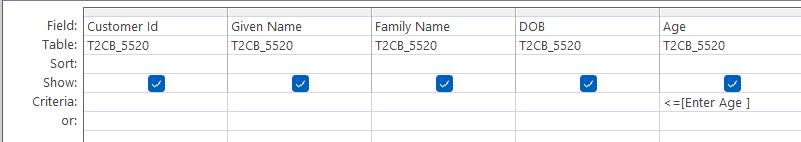 Field: Customer Id Given Name Family Name DOB Age
Table: T2CB_5520 T2CB_5520 T2CB_5520 T2CB_5520 T2CB_5520
Sort:
Show:
Criteria: <=[Enter Age ]
or: